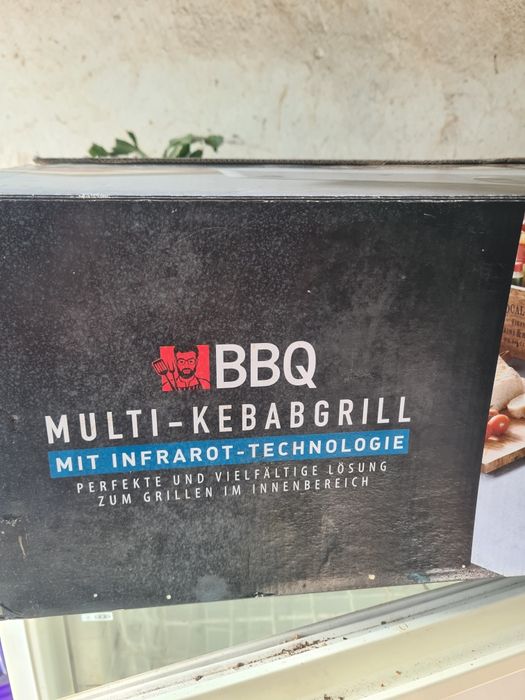 BBQ
MULTI-KEBABGRILL
MIT INFRAROT-TECHNOLOGIE
PERFEKTE UND VIELFÄLTIGE LÖSUNG
ZUM GRILLEN IM INNENBEREICH